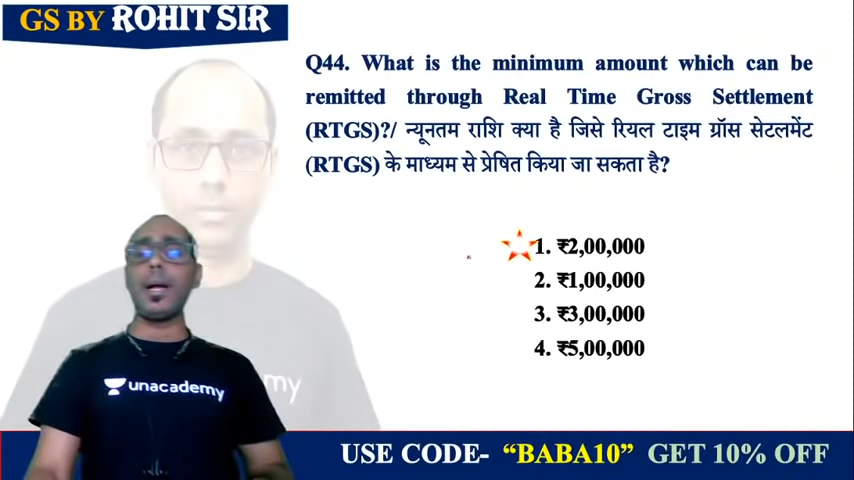 GS BY ROHIT SIR
Q44. What is the minimum amount which can be
remitted through Real Time Gross Settlement
(RTGS)?/ न्यूनतम राशि क्या है जिसे रियल टाइम ग्रॉस सेटलमेंट
(RTGS) के माध्यम से प्रेषित किया जा सकता है?
1. ₹2,00,000
2. ₹1,00,000
3. ₹3,00,000
4. ₹5,00,000
unacademy
my
USE CODE- “BABA10” GET 10% OFF